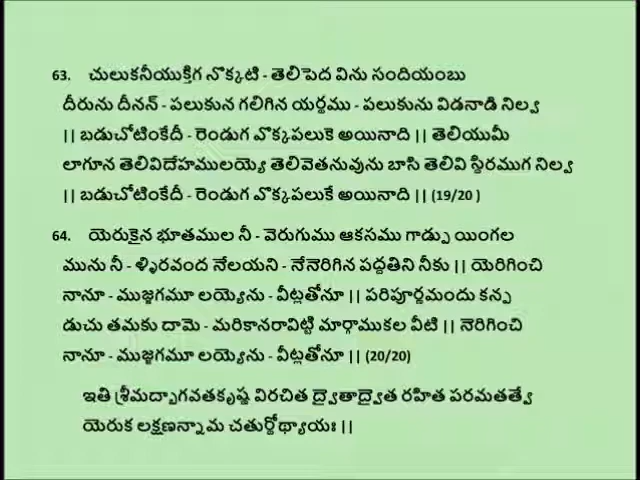 63. చులుకనీయుక్తిగ నొక్కటి - తెలిపెద విను సందియంబు
దీరును దీనన్ - పలుకున గలిగిన యర్థము - పలుకును విడనాడి నిల్వ
|| బడుచోటింకేదీ - రెండుగ వొక్కపలుకె అయినాది || తెలియుమీ
లాగున తెలివిదేహములయ్యె తెలివెతనువును బాసి తెలివి స్థిరముగ నిల్వ
|| బడుచోటింకేదీ - రెండుగ వొక్కపలుకే అయినాది || (19/20 )
64. యెరుకైన భూతముల నీ - వెరుగుము ఆకసము గాడ్పు యింగల
మును నీ - ళ్ళిరవంద నేలయని - నేనెరిగిన పద్ధతిని నీకు || యెరిగించి
నానూ - ముజ్జగమూ లయ్యెను - వీట్లతోనూ || పరిపూర్ణమందు కన్ప
డుచు తమకు దామె - మరికానరావిట్టి మార్గాముకల వీటి || నెరిగించి
నానూ - ముజ్జగమూ లయ్యెను - వీట్లతోనూ || (20/20)
ఇతి శ్రీమద్భాగవతకృష్ణ విరచిత ద్వైతాద్వైత రహిత పరమతత్వే
యెరుక లక్షణన్నామ చతుర్థోధ్యాయః ||